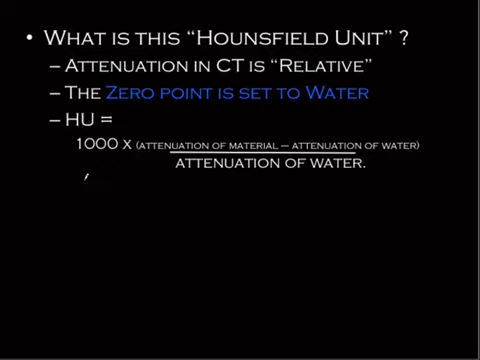 • What is this “Hounsfield Unit” ?
– Attenuation in CT is “Relative”
– The Zero point is set to Water
– HU =
1000 x (attenuation of material – attenuation of water)
attenuation of water.